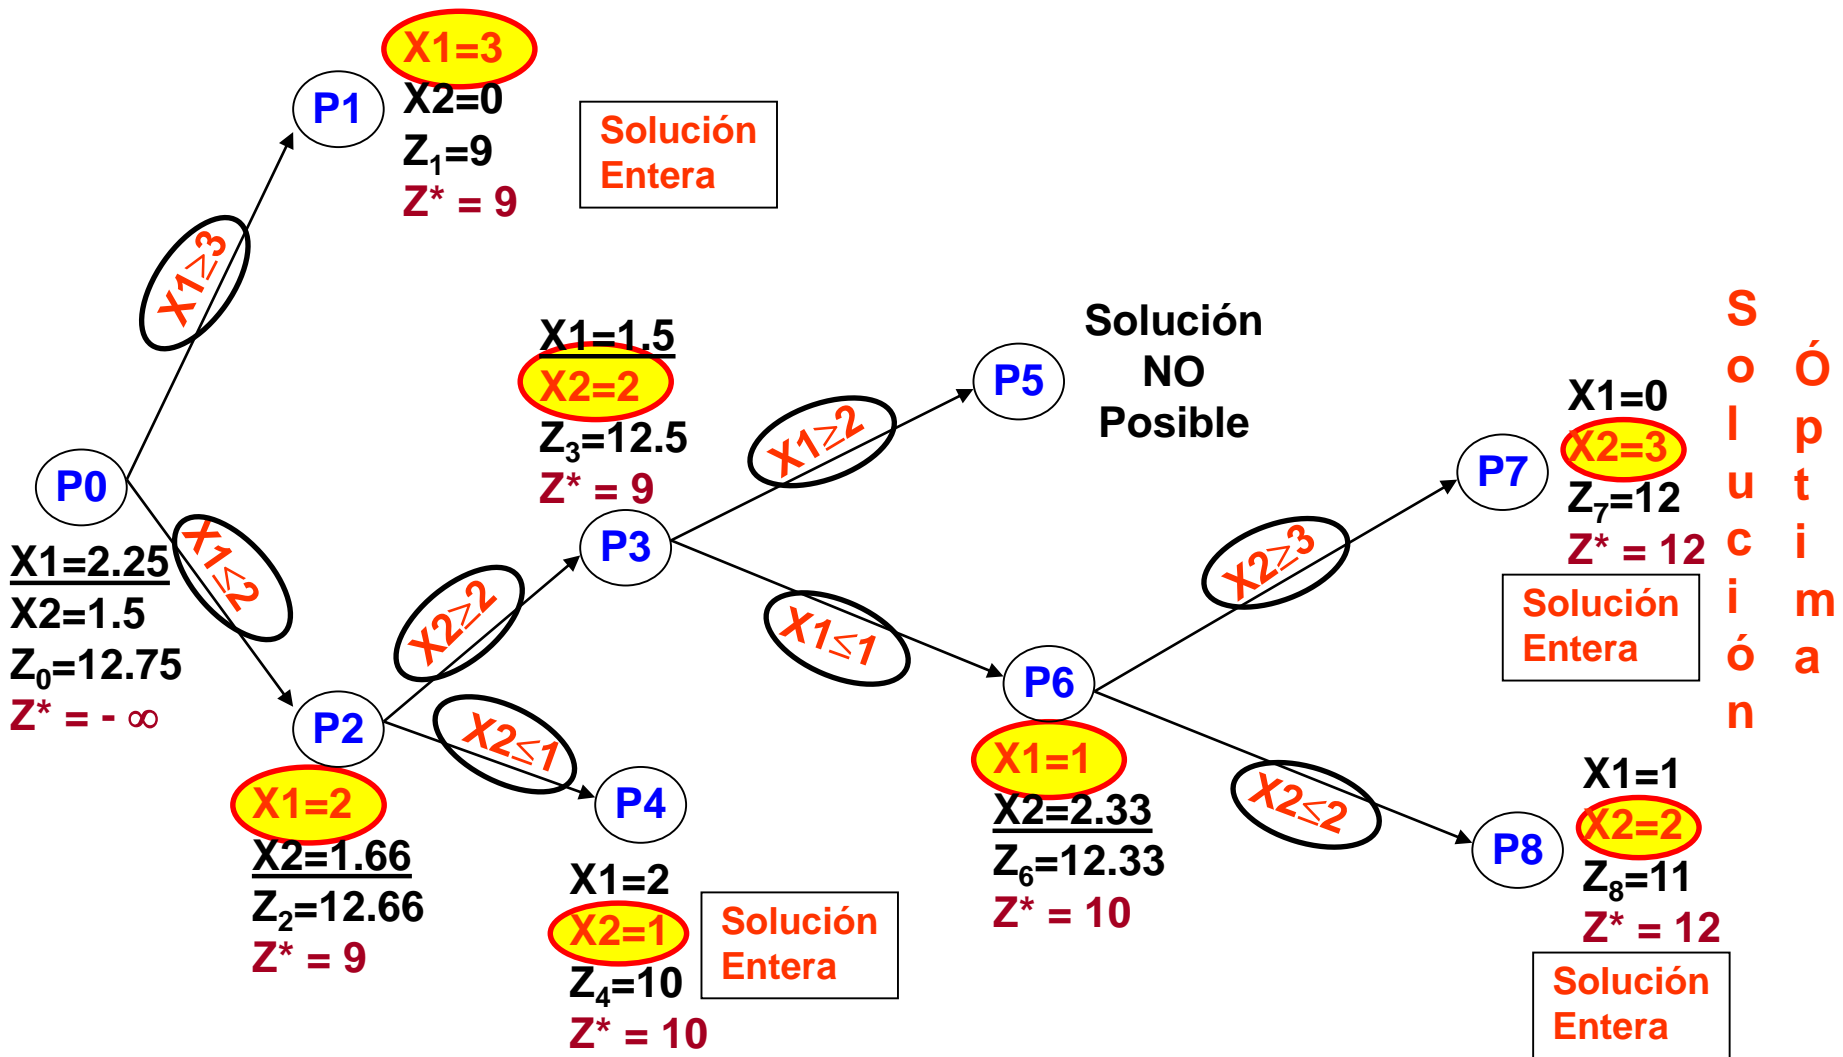 X1=3
P1
X2=0
Z1=9
Z* = 9
Solución
Entera
X1≥3
P0
X1=2.25
X2=1.5
Z0=12.75
Z* = - ∞
X1≤2
P2
X1=2
X2=1.66
Z2=12.66
Z* = 9
X2≥2
X1=1.5
X2=2
Z3=12.5
Z* = 9
P3
X2≤1
P4
X1=2
X2=1
Z4=10
Z* = 10
Solución
Entera
X1≥2
P5
Solución
NO
Posible
X1≤1
P6
X1=1
X2=2.33
Z6=12.33
Z* = 10
X2≥3
P7
X1=0
X2=3
Z7=12
Z* = 12
Solución
Entera
X2≤2
P8
X1=1
X2=2
Z8=11
Z* = 12
Solución
Entera
Solución
Óptima